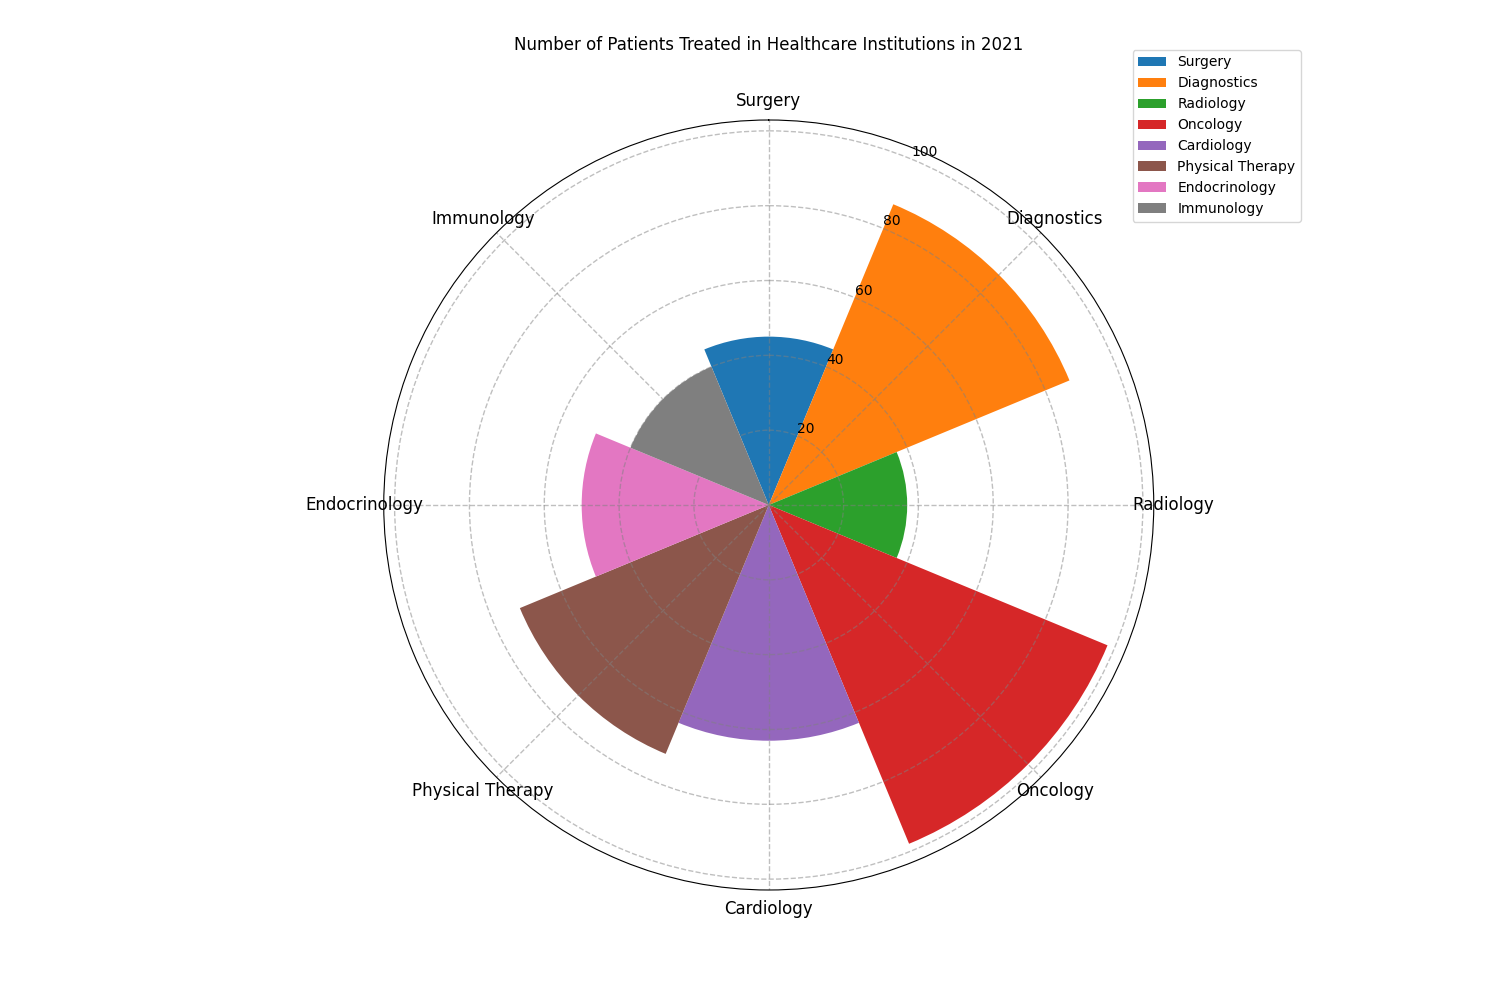 Number of Patients Treated in Healthcare Institutions in 2021
Surgery
Diagnostics
Radiology
Oncology
Cardiology
Physical Therapy
Endocrinology
Immunology
Surgery
100
Immunology
Diagnostics
80
60
40
20
Endocrinology
Radiology
Physical Therapy
Oncology
Cardiology